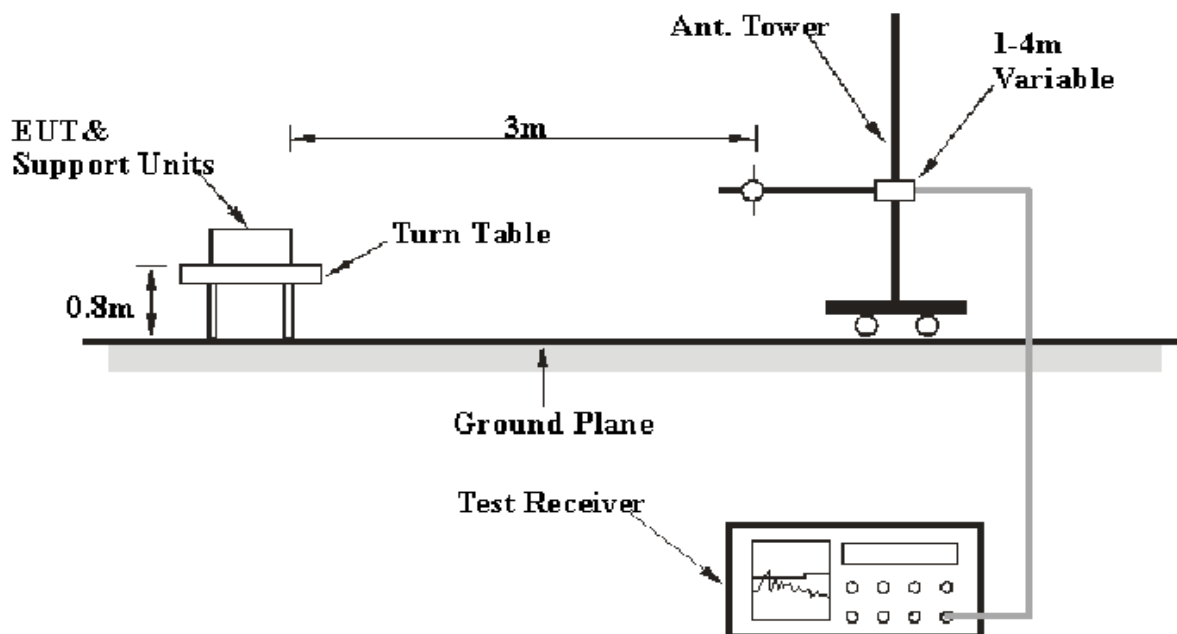 Ant. Tower
1-4m
Variable
3m
EUT&
Support Units
Turn Table
0.8m
Ground Plane
Test Receiver